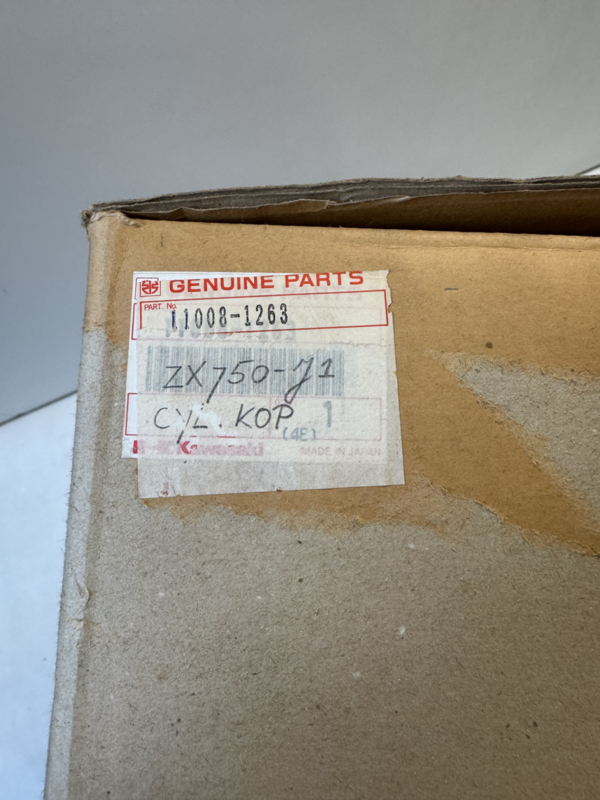 GENUINE PARTS
PART. No.
11008-1263
ZX750-J1
CYL. KOP 1
(4E)
Kawasaki MADE IN JAPAN